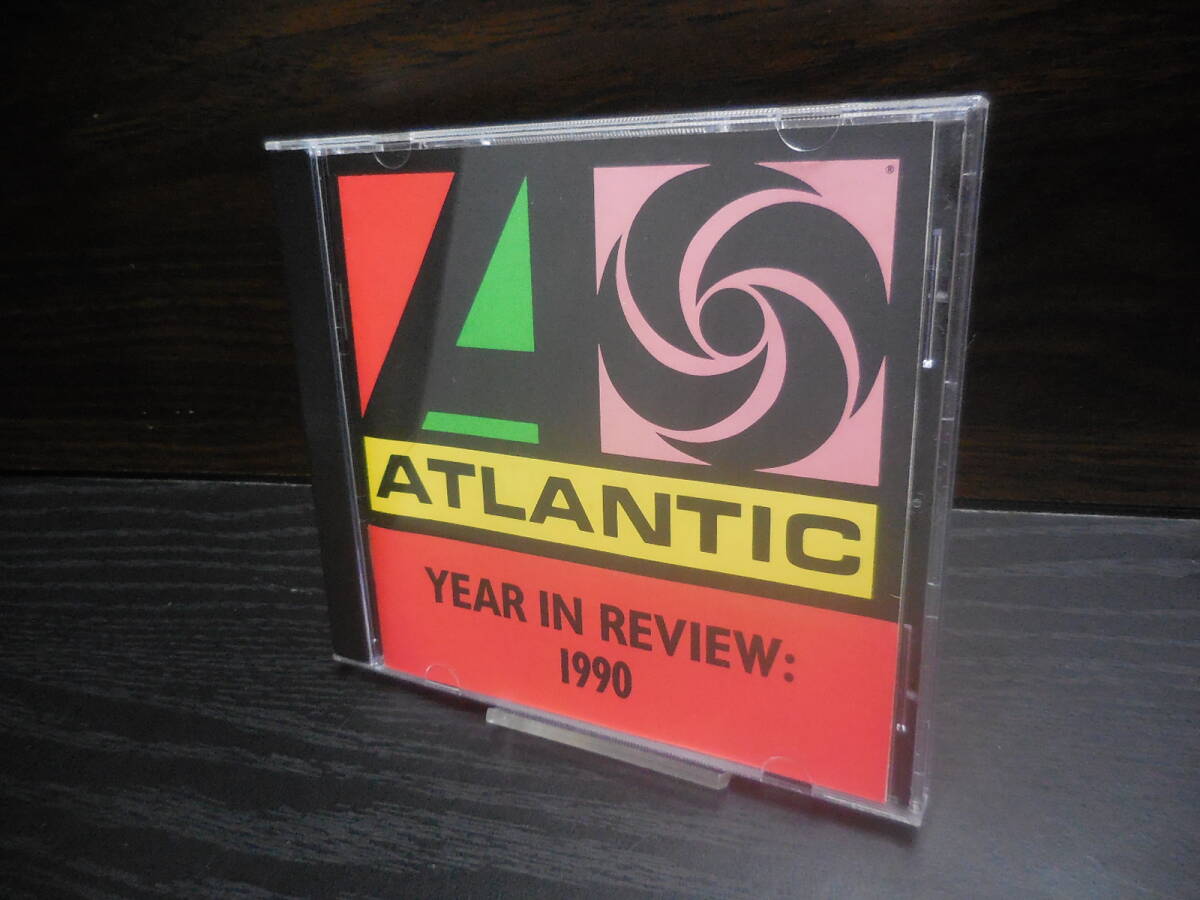 A
®
ATLANTIC
YEAR IN REVIEW:
1990